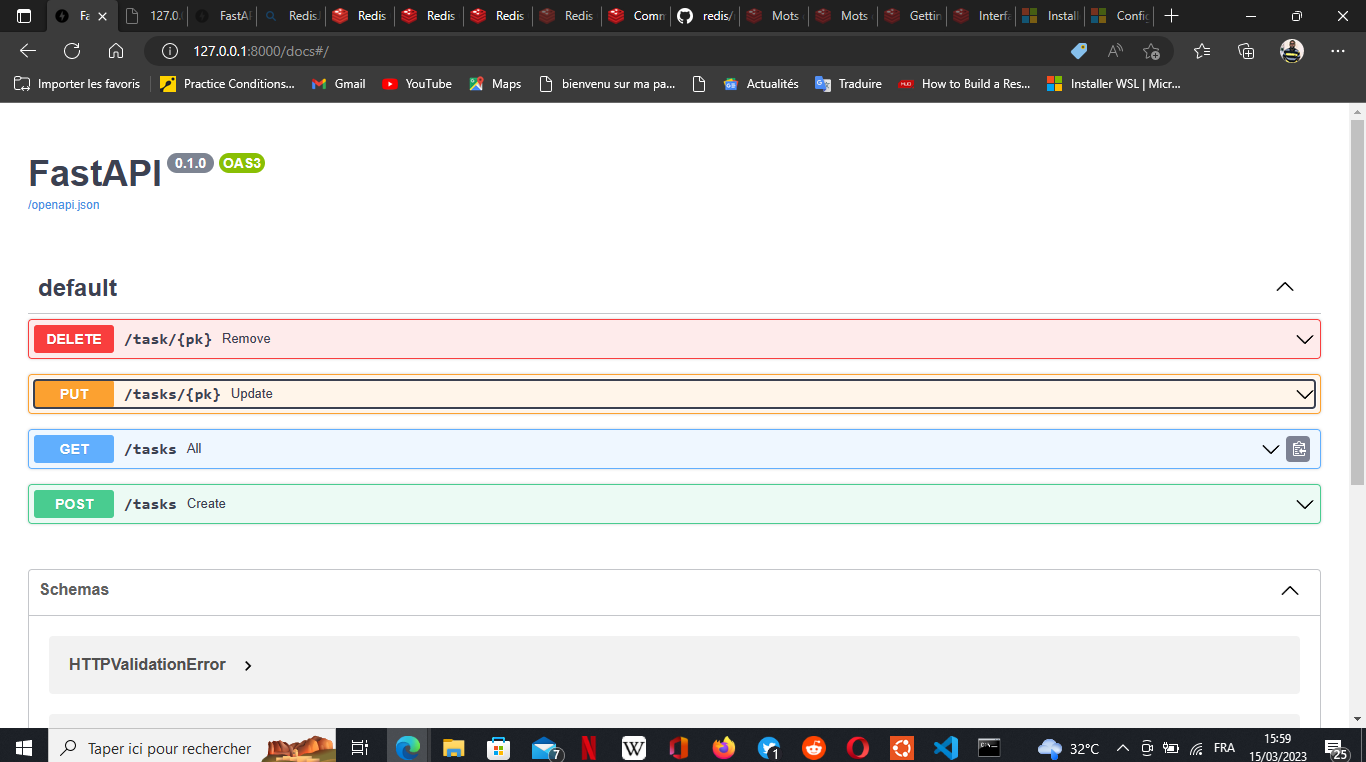 Fa
127.0.
FastAl
Redis.
Redis
Redis
Redis
Redis
Comm
redis/
Mots
Mots
Gettin
Interfa
Install
Config
127.0.0.1:8000/docs#/
Importer les favoris
Practice Conditions...
Gmail
YouTube
Maps
bienvenu sur ma pa...
Actualités
Traduire
How to Build a Res...
Installer WSL | Micr...
FastAPI 0.1.0 OAS3
/openapi.json
default
DELETE /task/{pk} Remove
PUT /tasks/{pk} Update
GET /tasks All
POST /tasks Create
Schemas
HTTPValidationError
Taper ici pour rechercher
7
W
1
32°C
FRA
15:59
15/03/2023
25